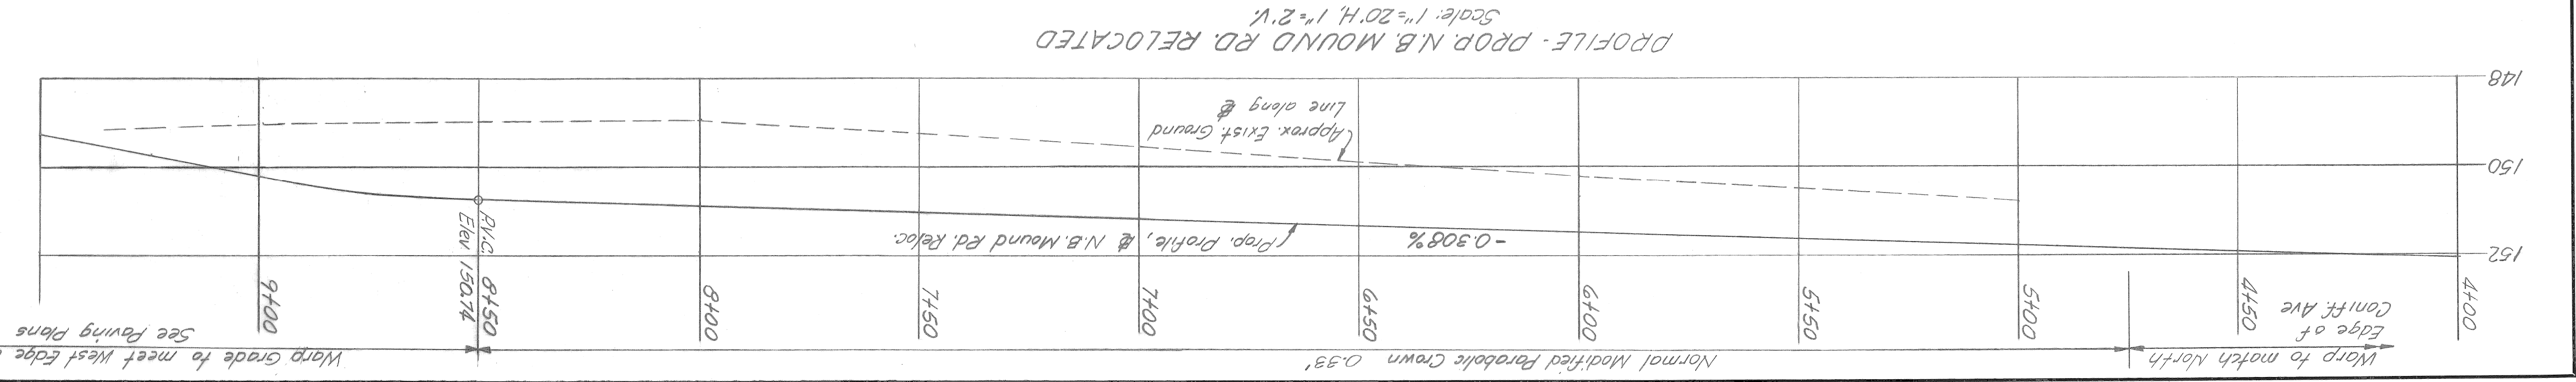 Warp to match North
Edge of
Coniff Ave
Normal Modified Parabolic Crown 0.33'
Warp Grade to meet West Edge
See Paving Plans
4+00
4+50
5+00
5+50
6+00
6+50
7+00
7+50
8+00
P.V.C. 8+50
Elev. 150.74
9+00
152
-0.308%
Prop. Profile, ⅊ N.B. Mound Rd. Reloc.
150
Approx. Exist. Ground
Line along ⅊
148
PROFILE - PROP. N.B. MOUND RD. RELOCATED
Scale: 1"=20' H, 1"=2' V.